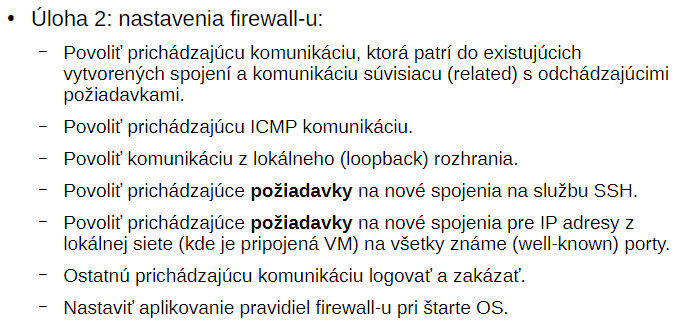 • Úloha 2: nastavenia firewall-u:
– Povoliť prichádzajúcu komunikáciu, ktorá patrí do existujúcich
vytvorených spojení a komunikáciu súvisiacu (related) s odchádzajúcimi
požiadavkami.
– Povoliť prichádzajúcu ICMP komunikáciu.
– Povoliť komunikáciu z lokálneho (loopback) rozhrania.
– Povoliť prichádzajúce požiadavky na nové spojenia na službu SSH.
– Povoliť prichádzajúce požiadavky na nové spojenia pre IP adresy z
lokálnej siete (kde je pripojená VM) na všetky známe (well-known) porty.
– Ostatnú prichádzajúcu komunikáciu logovať a zakázať.
– Nastaviť aplikovanie pravidiel firewall-u pri štarte OS.